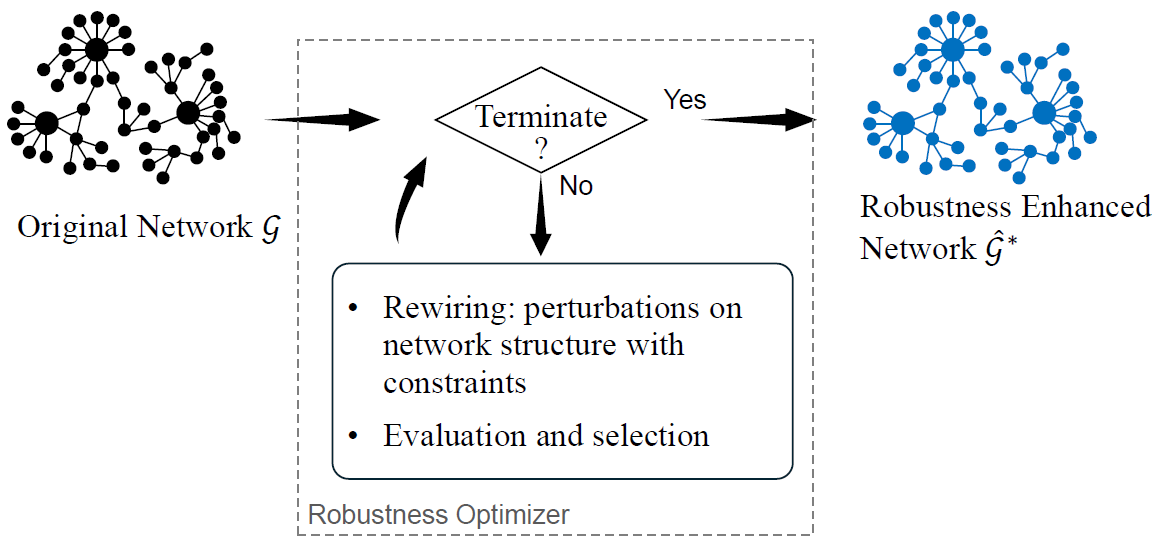 Terminate
?
Yes
No
Original Network 𝒢
Robustness Enhanced
Network 𝒢̂*
• Rewiring: perturbations on
network structure with
constraints
• Evaluation and selection
Robustness Optimizer